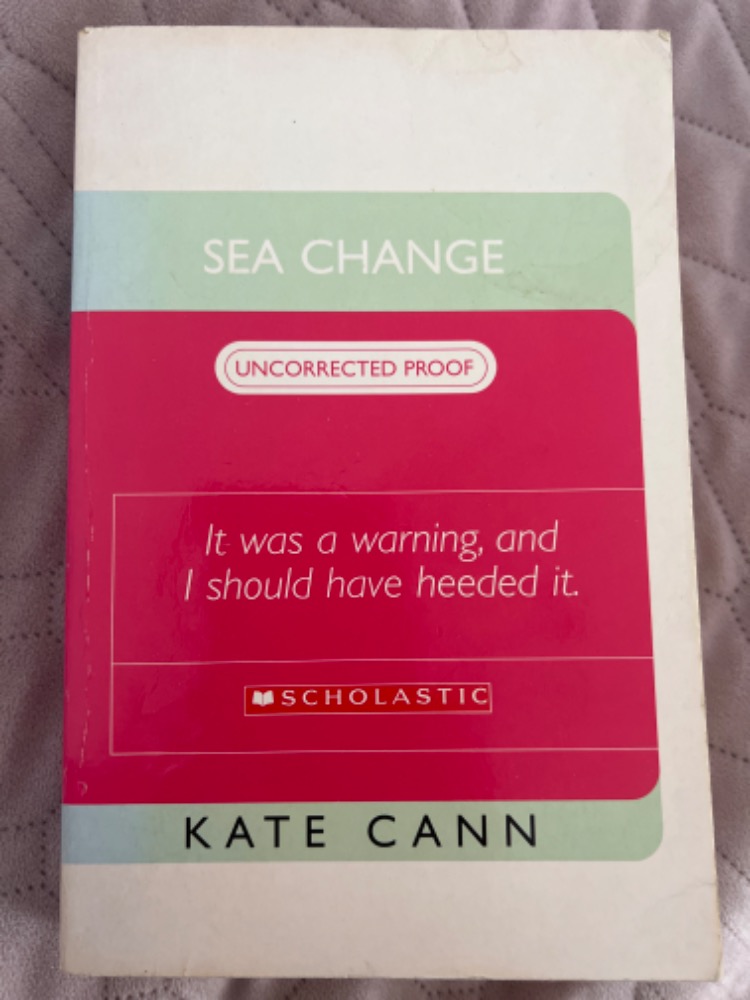 SEA CHANGE
UNCORRECTED PROOF
It was a warning, and
I should have heeded it.
SCHOLASTIC
KATE CANN